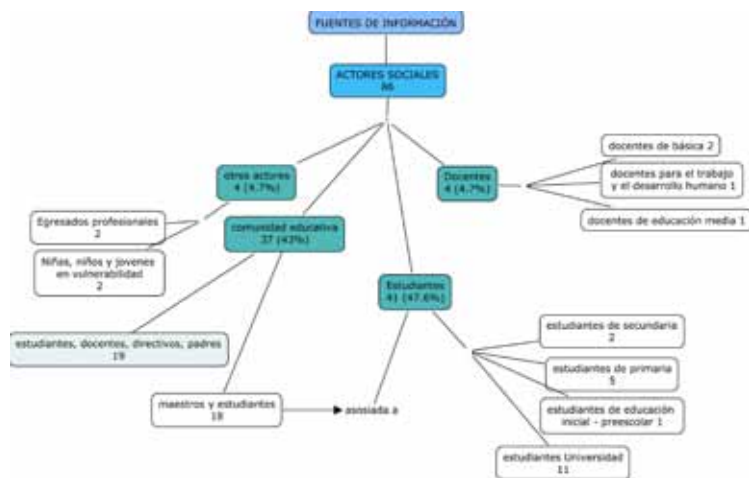 FUENTES DE INFORMACIÓN
ACTORES SOCIALES
86
otros actores
4 (4.7%)
Docentes
4 (4.7%)
docentes de básica 2
docentes para el trabajo
y el desarrollo humano 1
docentes de educación media 1
Egresados profesionales
2
Niñas, niños y jovenes
en vulnerabilidad
2
comunidad educativa
37 (43%)
Estudiantes
41 (47.6%)
estudiantes, docentes, directivos, padres
19
maestros y estudiantes
18
asosiada a
estudiantes de secundaria
2
estudiantes de primaria
5
estudiantes de educación
inicial - preescolar 1
estudiantes Universidad
11